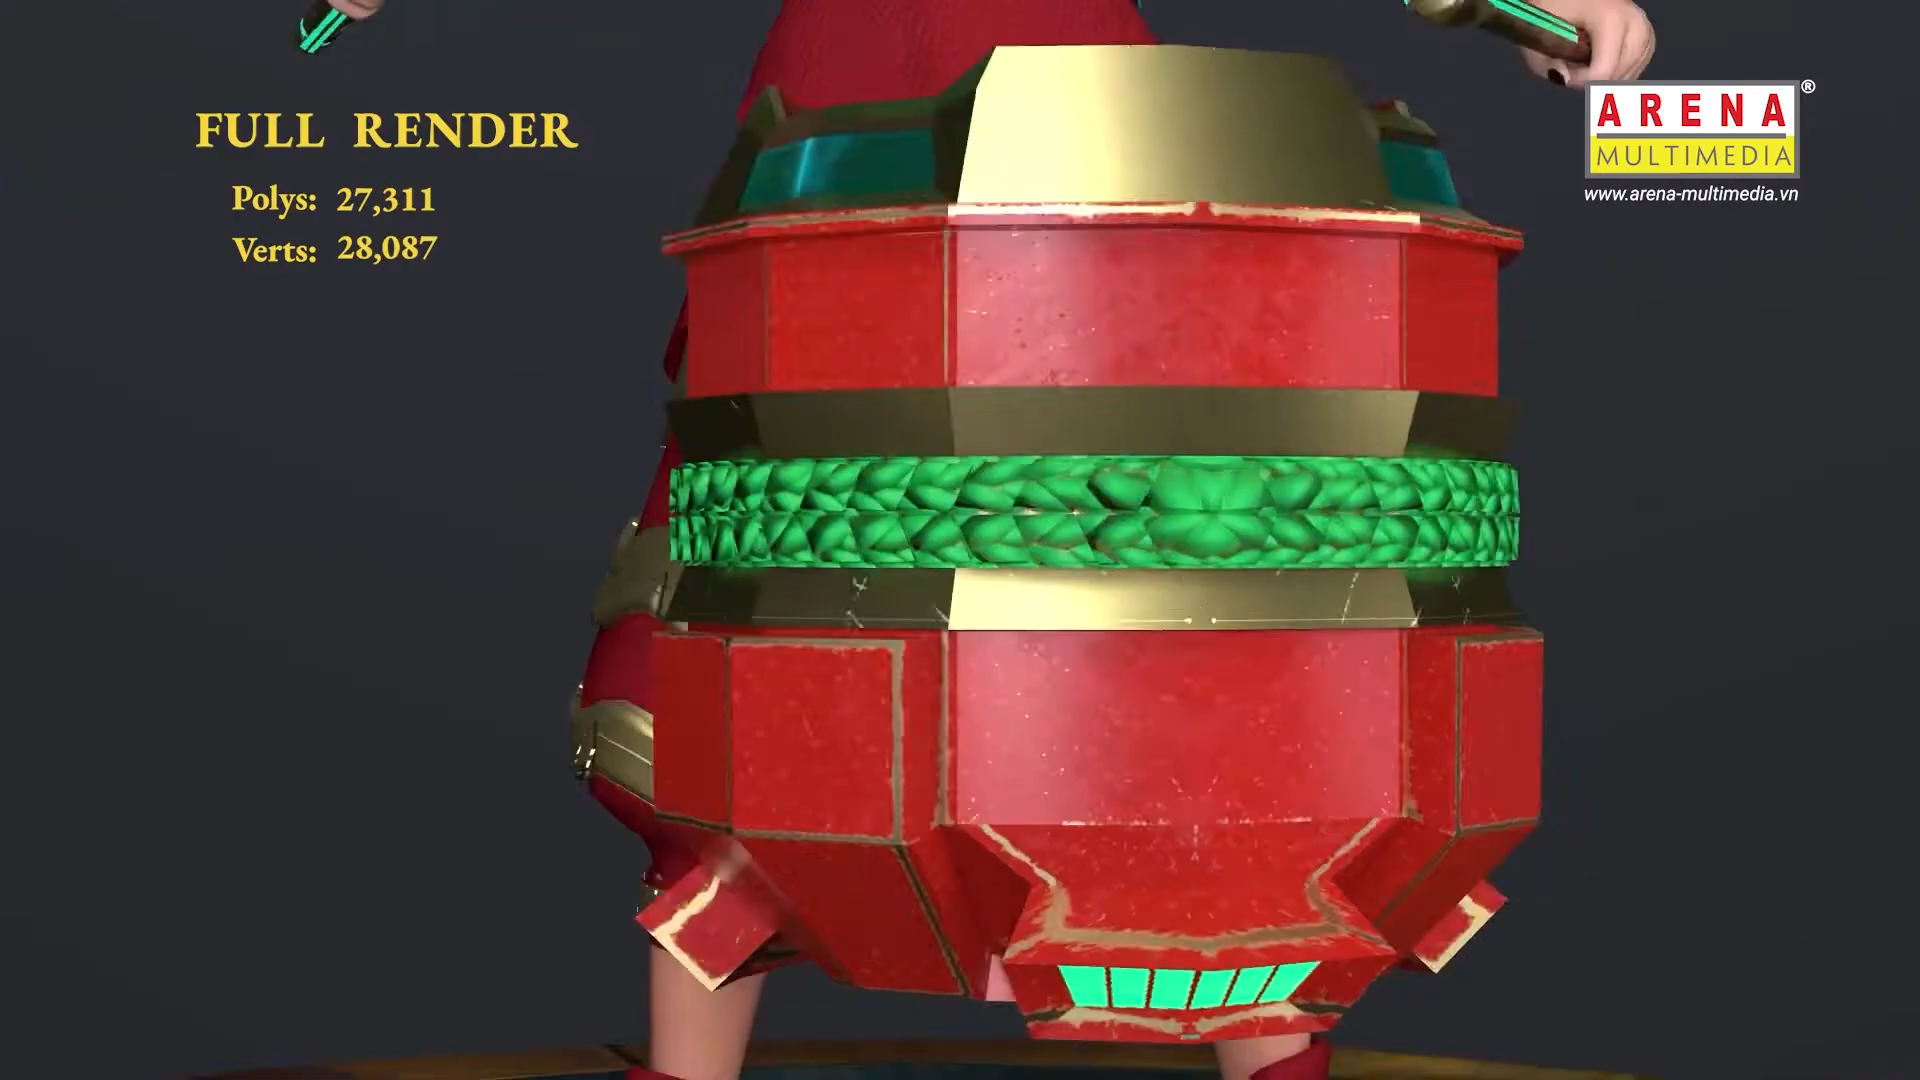 FULL RENDER
Polys: 27,311
Verts: 28,087
ARENA ®
MULTIMEDIA
www.arena-multimedia.vn